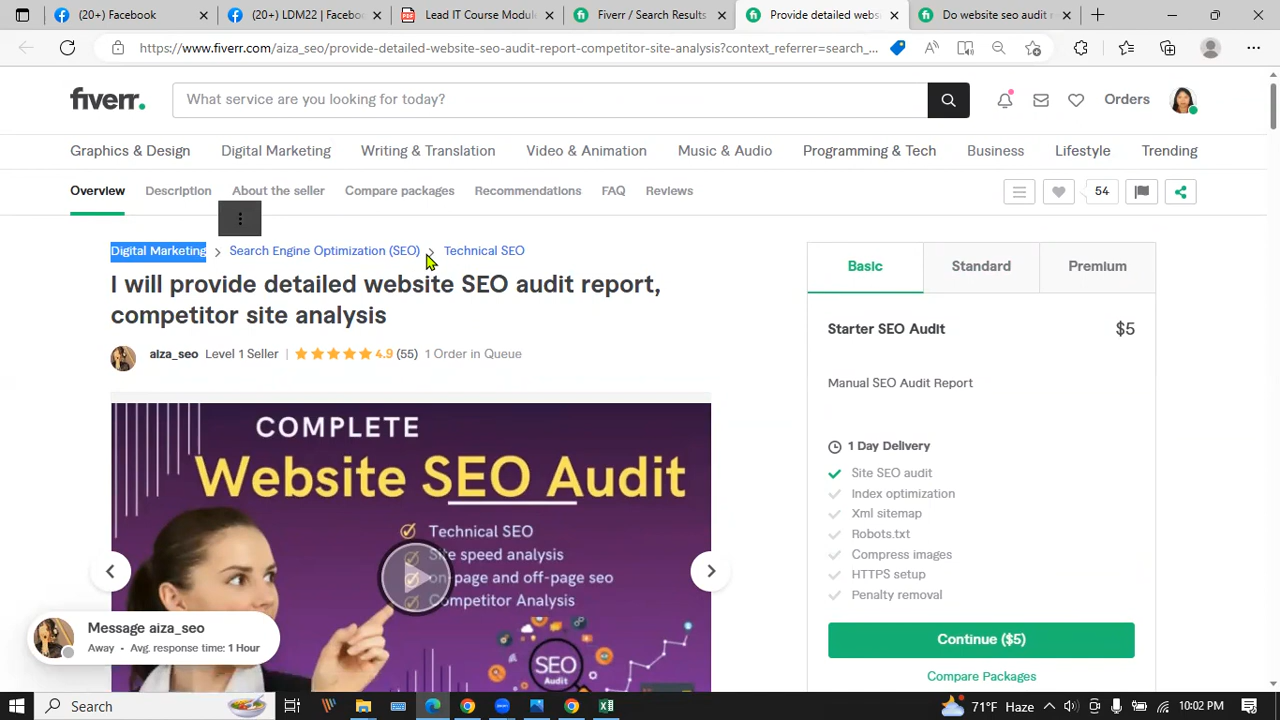 (20+) Facebook
(20+) LDM22 | Faceboo
Lead IT Course Module
Fiverr / Search Results
Provide detailed webs
Do website seo audit
https://www.fiverr.com/aiza_seo/provide-detailed-website-seo-audit-report-competitor-site-analysis?context_referrer=search_...
fiverr.
What service are you looking for today?
Orders
Graphics & Design
Digital Marketing
Writing & Translation
Video & Animation
Music & Audio
Programming & Tech
Business
Lifestyle
Trending
Overview
Description
About the seller
Compare packages
Recommendations
FAQ
Reviews
54
Digital Marketing > Search Engine Optimization (SEO) > Technical SEO
I will provide detailed website SEO audit report,
competitor site analysis
aiza_seo Level 1 Seller | 4.9 (55) 1 Order in Queue
COMPLETE
Website SEO Audit
Technical SEO
Site speed analysis
on-page and off-page seo
Competitor Analysis
SEO
Audit
Message aiza_seo
Away • Avg. response time: 1 Hour
Basic
Standard
Premium
Starter SEO Audit $5
Manual SEO Audit Report
1 Day Delivery
Site SEO audit
Index optimization
Xml sitemap
Robots.txt
Compress images
HTTPS setup
Penalty removal
Continue ($5)
Compare Packages
Search
71°F Haze
10:02 PM